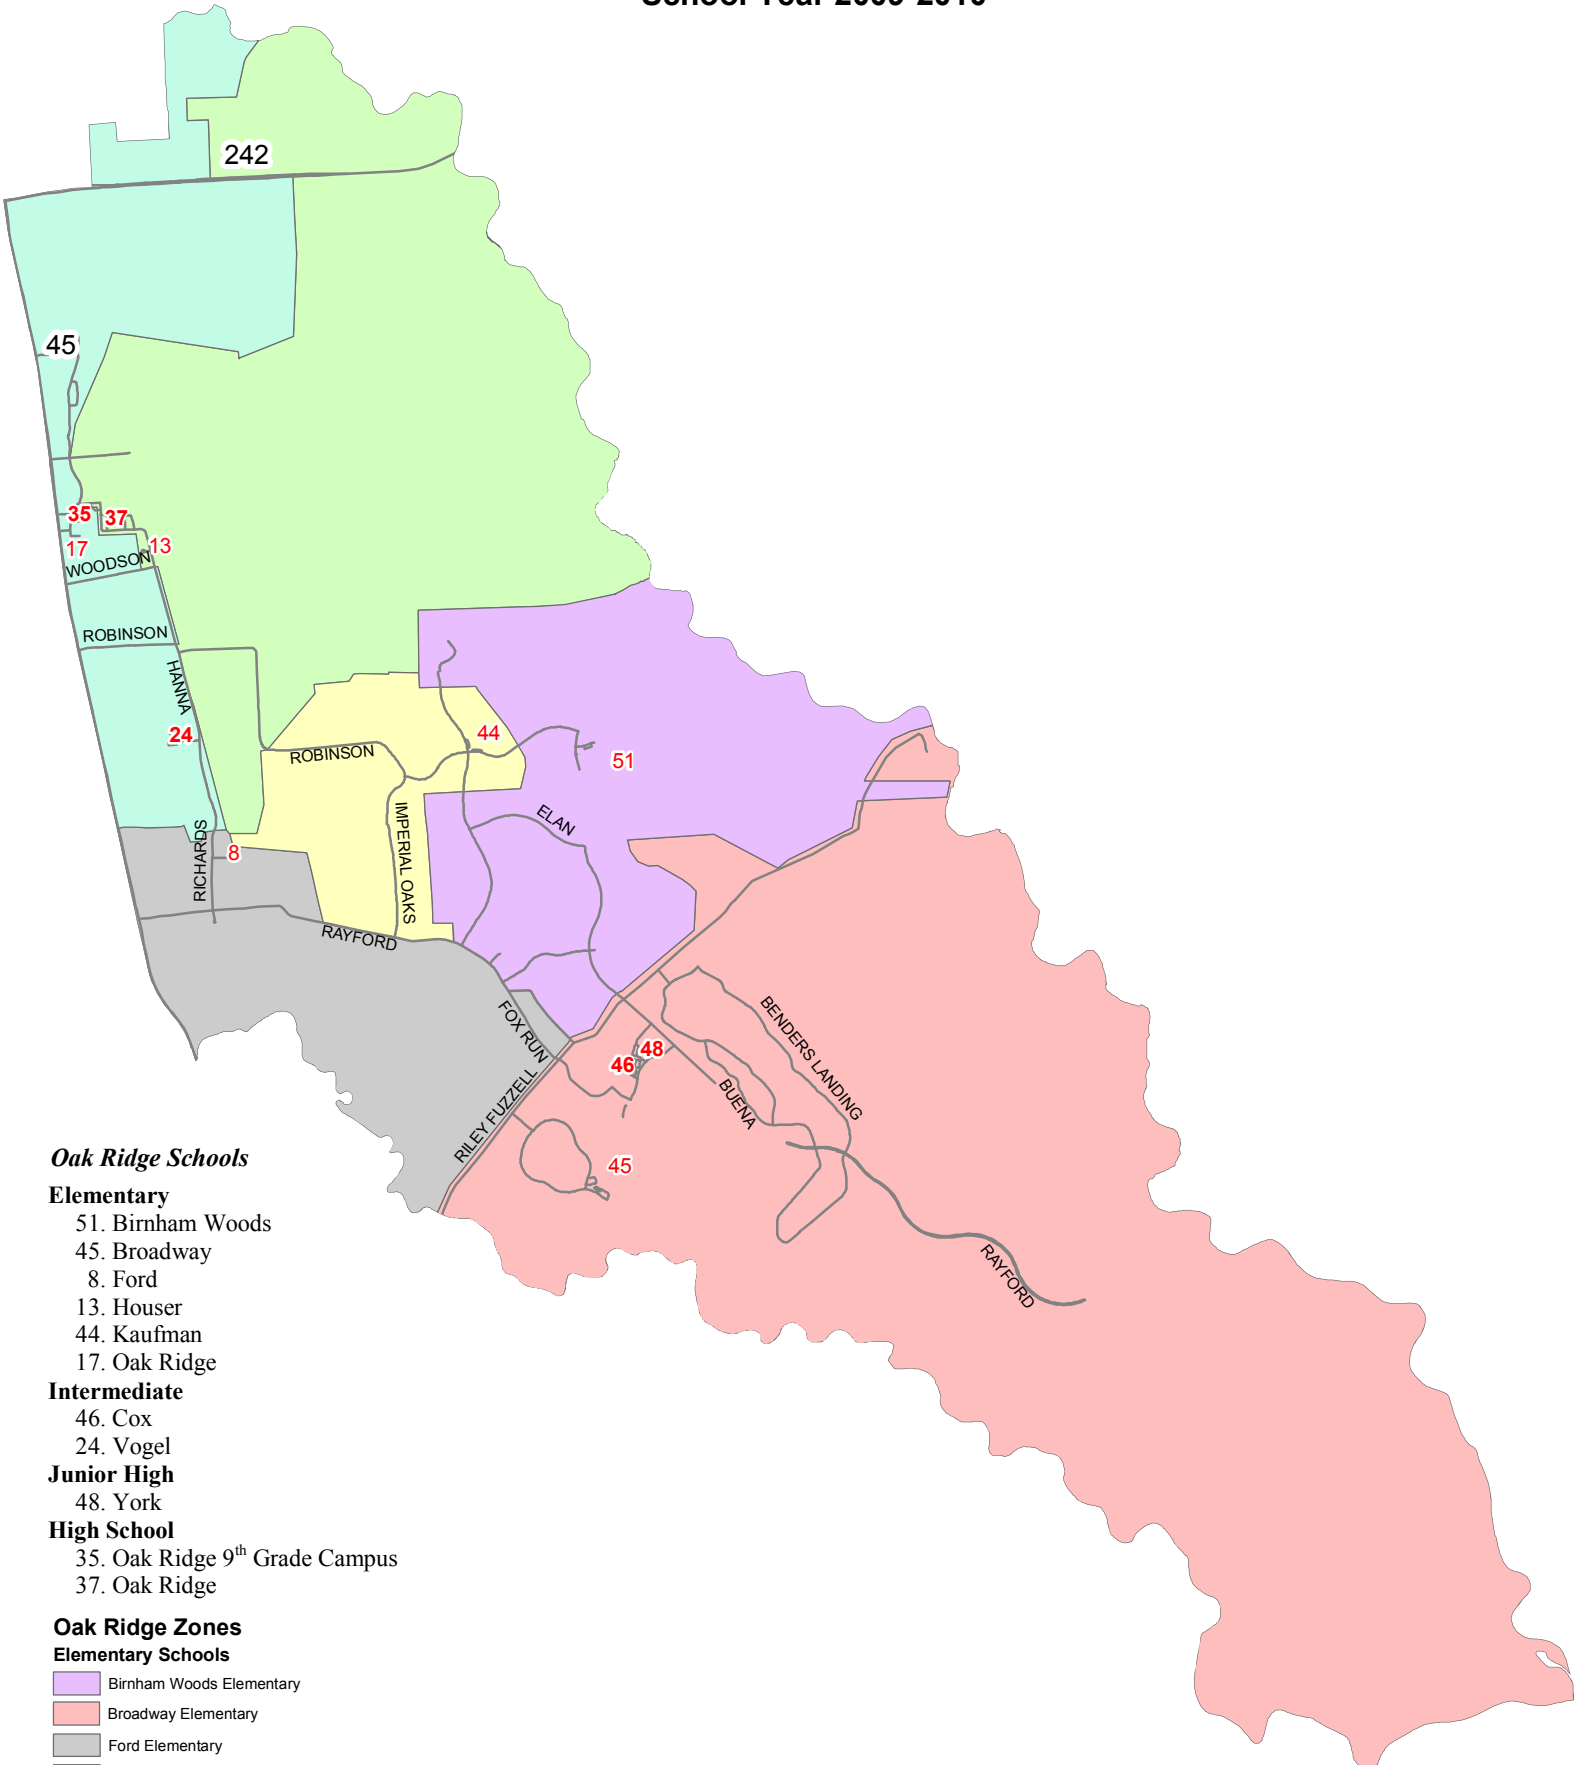 School Year 2009-2010
242
45
35
37
17
13
WOODSON
ROBINSON
HANNA
24
ROBINSON
44
51
IMPERIAL OAKS
ELAN
RICHARDS
8
RAYFORD
FOX RUN
BENDERS LANDING
48
46
BUENA
RILEY FUZZELL
45
RAYFORD
Oak Ridge Schools
Elementary
51. Birnham Woods
45. Broadway
8. Ford
13. Houser
44. Kaufman
17. Oak Ridge
Intermediate
46. Cox
24. Vogel
Junior High
48. York
High School
35. Oak Ridge 9th Grade Campus
37. Oak Ridge
Oak Ridge Zones
Elementary Schools
Birnham Woods Elementary
Broadway Elementary
Ford Elementary